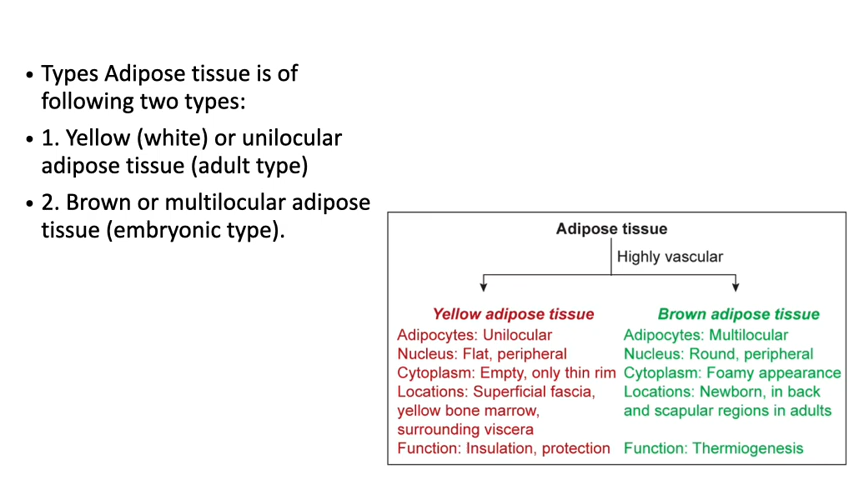 • Types Adipose tissue is of
following two types:
• 1. Yellow (white) or unilocular
adipose tissue (adult type)
• 2. Brown or multilocular adipose
tissue (embryonic type).
Adipose tissue
Highly vascular
Yellow adipose tissue
Adipocytes: Unilocular
Nucleus: Flat, peripheral
Cytoplasm: Empty, only thin rim
Locations: Superficial fascia,
yellow bone marrow,
surrounding viscera
Function: Insulation, protection
Brown adipose tissue
Adipocytes: Multilocular
Nucleus: Round, peripheral
Cytoplasm: Foamy appearance
Locations: Newborn, in back
and scapular regions in adults
Function: Thermiogenesis